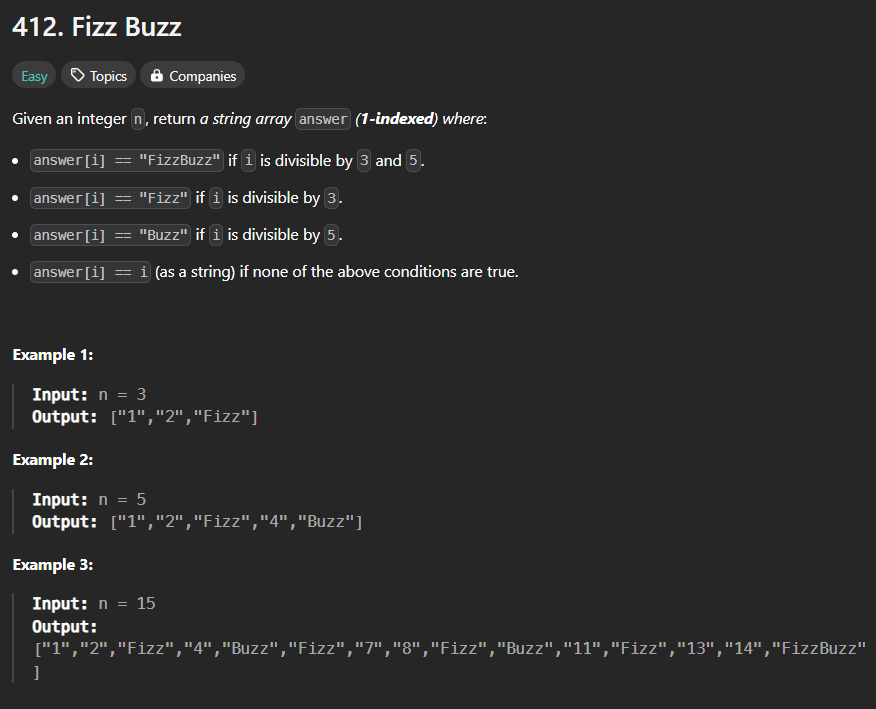 412. Fizz Buzz
Easy Topics Companies
Given an integer n, return a string array answer (1-indexed) where:
• answer[i] == "FizzBuzz" if i is divisible by 3 and 5.
• answer[i] == "Fizz" if i is divisible by 3.
• answer[i] == "Buzz" if i is divisible by 5.
• answer[i] == i (as a string) if none of the above conditions are true.
Example 1:
Input: n = 3
Output: ["1","2","Fizz"]
Example 2:
Input: n = 5
Output: ["1","2","Fizz","4","Buzz"]
Example 3:
Input: n = 15
Output:
["1","2","Fizz","4","Buzz","Fizz","7","8","Fizz","Buzz","11","Fizz","13","14","FizzBuzz"
]